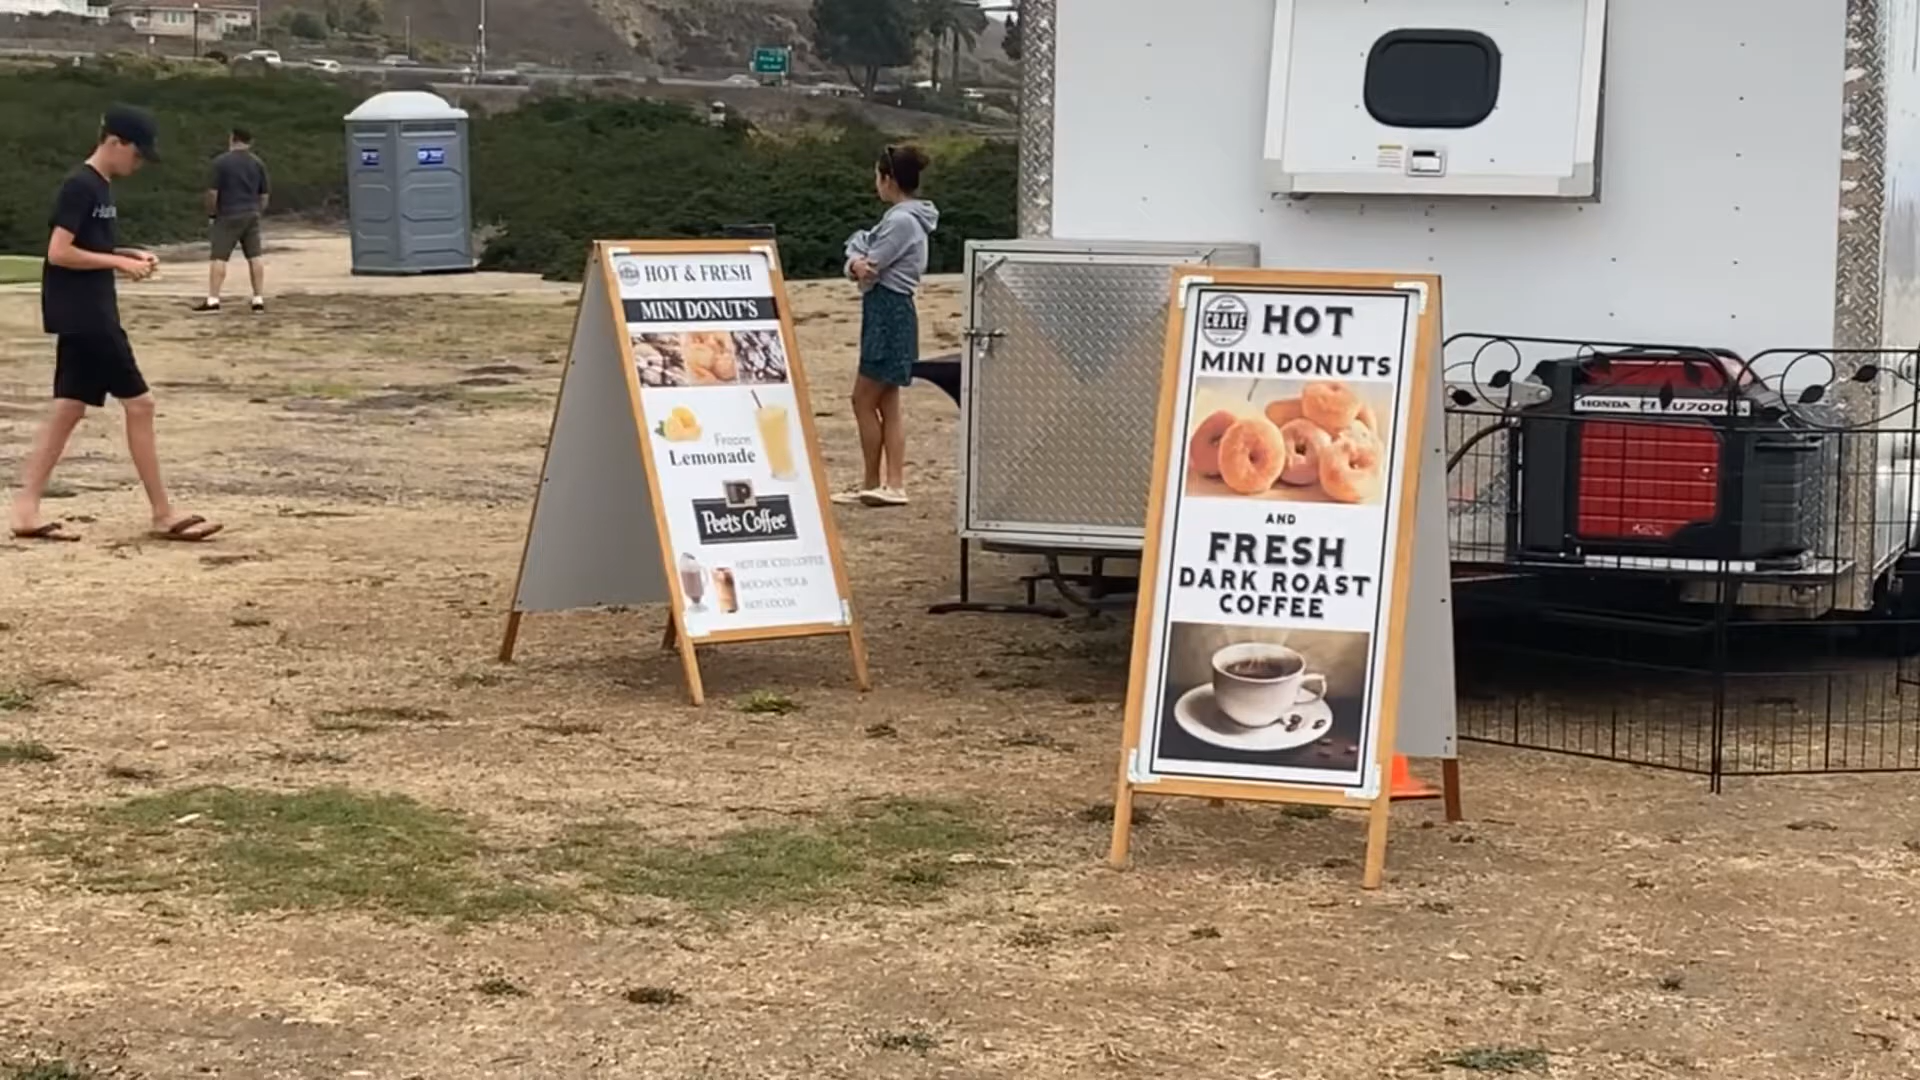 HOT & FRESH
MINI DONUT'S
Frozen
Lemonade
Peet's Coffee
HOT OR ICED COFFEE
MOCHA'S, TEA &
HOT COCOA
CRAVE
HOT
MINI DONUTS
AND
FRESH
DARK ROAST
COFFEE
HONDA